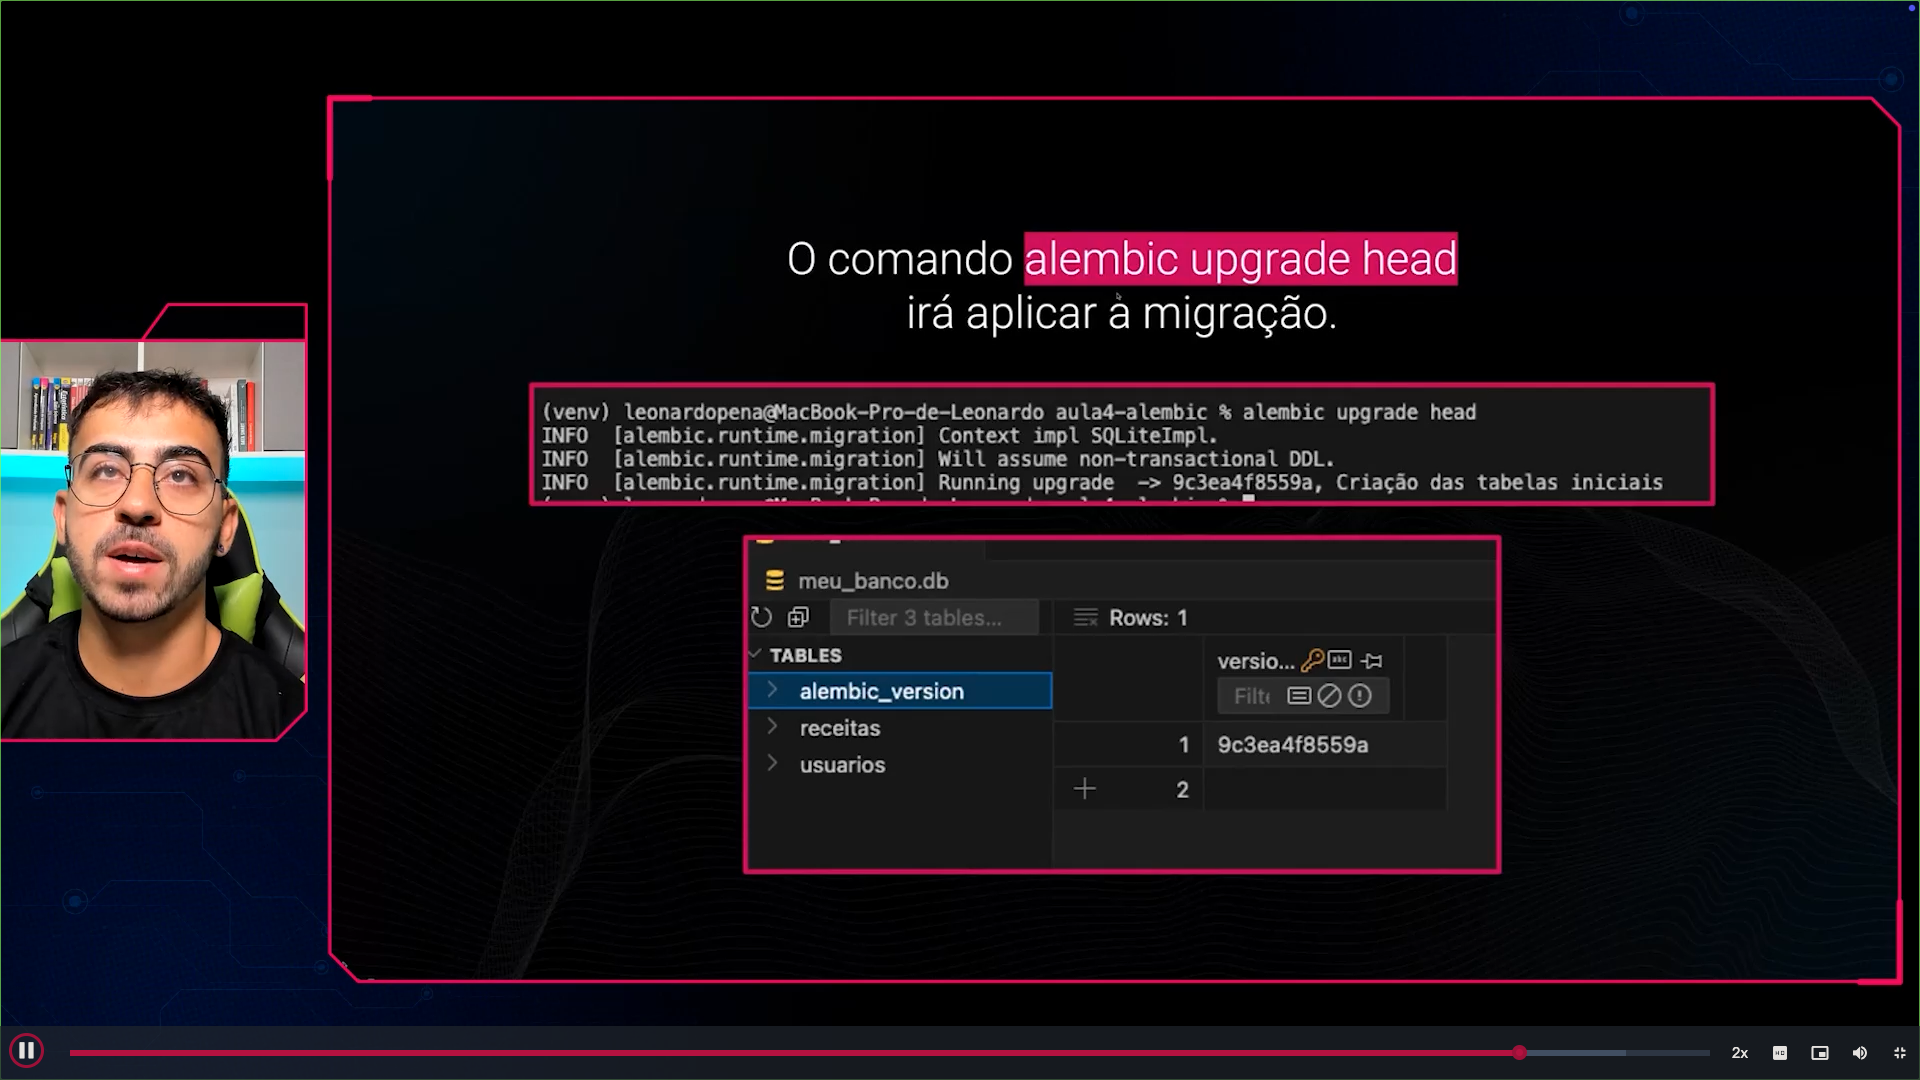 O comando alembic upgrade head
irá aplicar a migração.
(venv) leonardopena@MacBook-Pro-de-Leonardo aula4-alembic % alembic upgrade head
INFO  [alembic.runtime.migration] Context impl SQLiteImpl.
INFO  [alembic.runtime.migration] Will assume non-transactional DDL.
INFO  [alembic.runtime.migration] Running upgrade  -> 9c3ea4f8559a, Criação das tabelas iniciais
meu_banco.db
Filter 3 tables...
Rows: 1
TABLES
versio...
alembic_version
Filt
receitas
1 9c3ea4f8559a
usuarios
2
2x